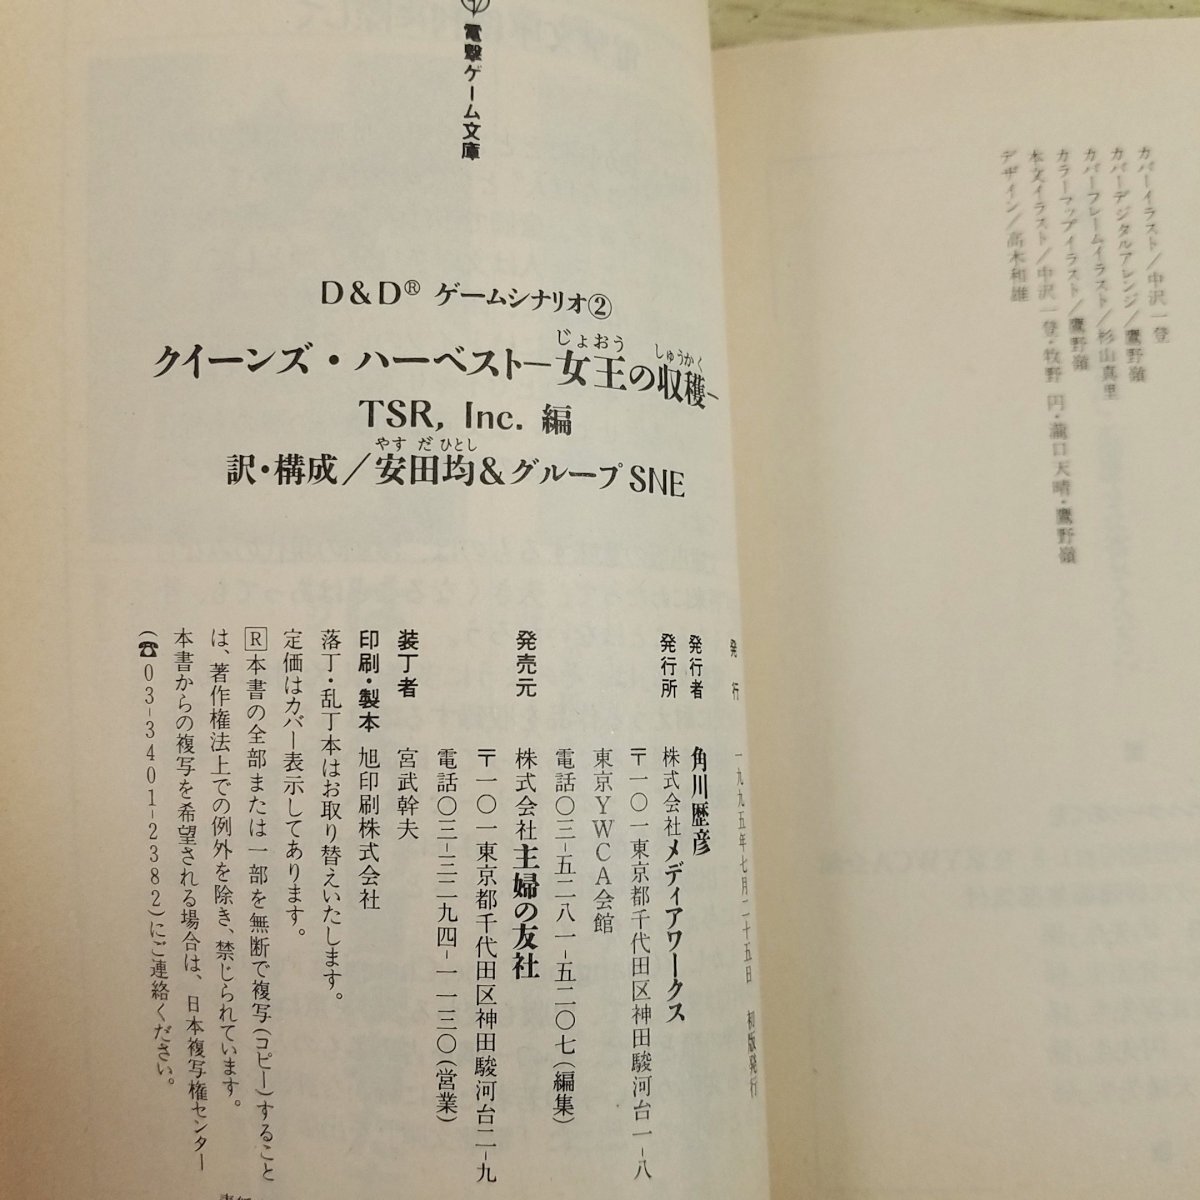 カバーイラスト／中沢一登
カバーデジタルアレンジ／鷹野嶺
カバーフレームイラスト／杉山真里
カラーマップイラスト／鷹野嶺
本文イラスト／中沢一登・牧野 円・瀧口天晴・鷹野嶺
デザイン／高木和雄
電撃ゲーム文庫
D&D® ゲームシナリオ②
クイーンズ・ハーベスト−女王の収穫−
じょおう しゅうかく
TSR, Inc. 編
訳・構成／安田均＆グループSNE
やす だ ひとし
発行 一九九五年七月二十五日 初版発行
発行者 角川歴彦
発行所 株式会社メディアワークス
〒一〇一東京都千代田区神田駿河台一-八
東京YWCA会館
電話〇三-五二八一-五二〇七(編集)
発売元 株式会社主婦の友社
〒一〇一東京都千代田区神田駿河台二-九
電話〇三-三二九四-一一三〇(営業)
装丁者 宮武幹夫
印刷・製本 旭印刷株式会社
落丁・乱丁本はお取り替えいたします。
定価はカバー表示してあります。
R本書の全部または一部を無断で複写(コピー)すること
は、著作権法上での例外を除き、禁じられています。
本書からの複写を希望される場合は、日本複写権センター
(☎03-3401-2382)にご連絡ください。